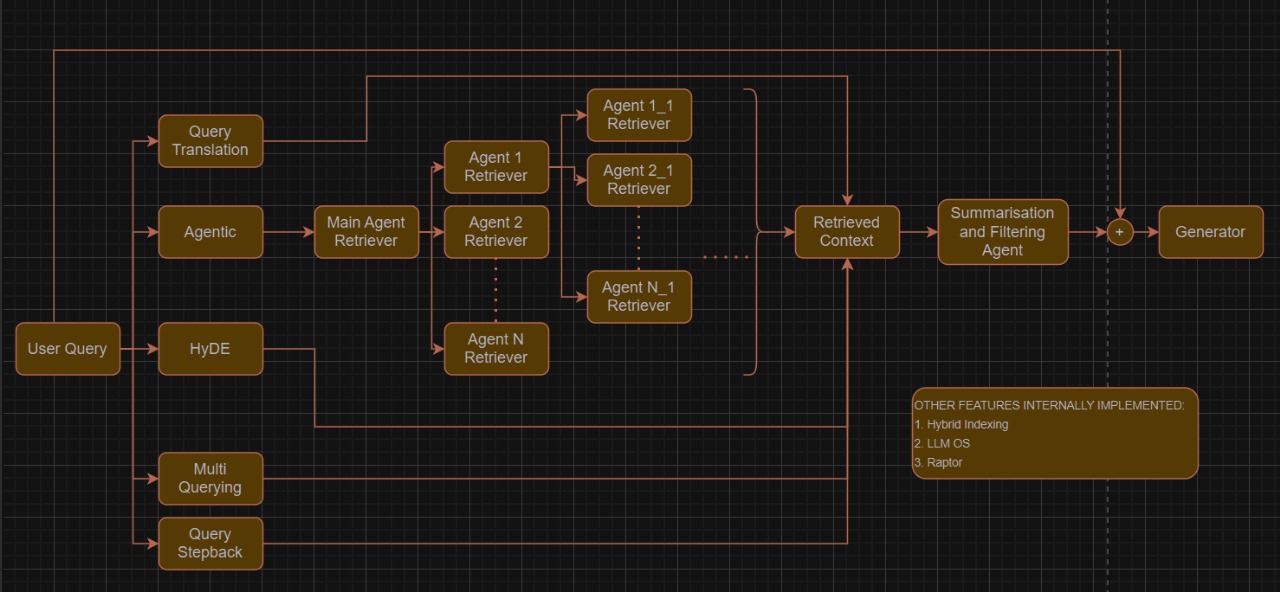 Agent 1_1
Retriever
Query
Translation
Agent 1
Retriever
Agent 2_1
Retriever
Agentic
Main Agent
Retriever
Agent 2
Retriever
Retrieved
Context
Summarisation
and Filtering
Agent
+
Generator
Agent N_1
Retriever
User Query
HyDE
Agent N
Retriever
OTHER FEATURES INTERNALLY IMPLEMENTED:
1. Hybrid Indexing
2. LLM OS
3. Raptor
Multi
Querying
Query
Stepback